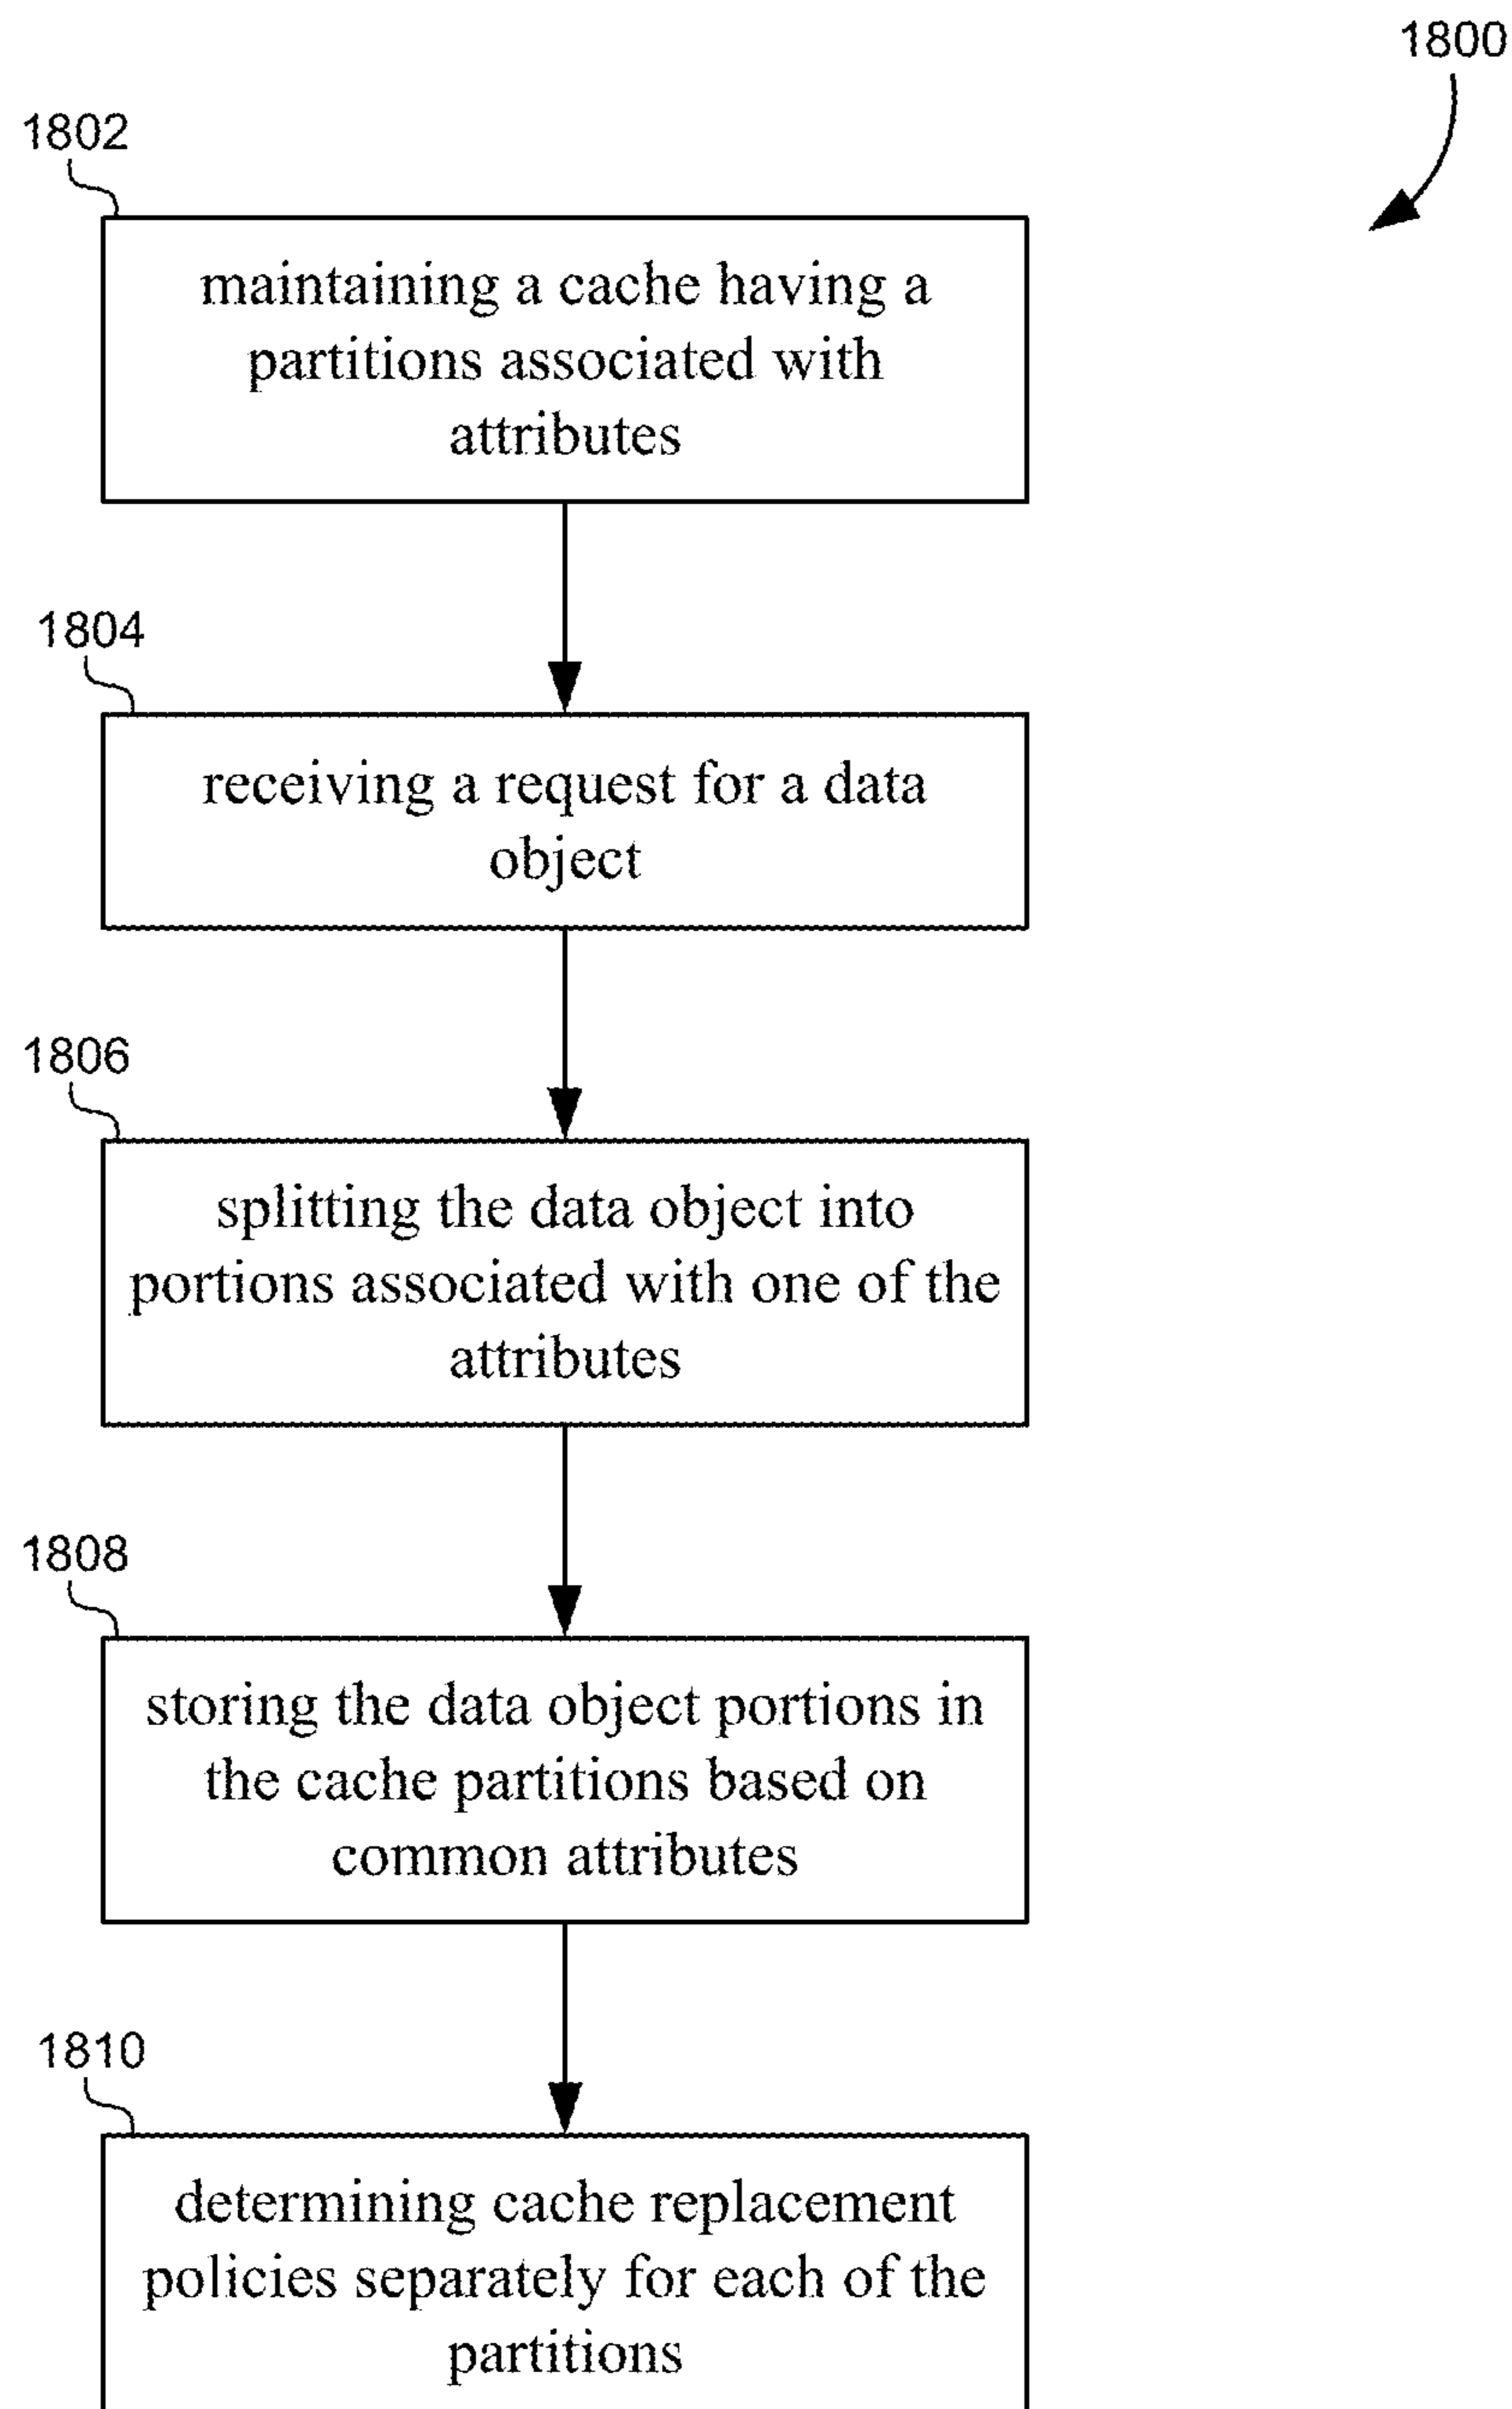 1800
1802
maintaining a cache having a
partitions associated with
attributes
1804
receiving a request for a data
object
1806
splitting the data object into
portions associated with one of the
attributes
1808
storing the data object portions in
the cache partitions based on
common attributes
1810
determining cache replacement
policies separately for each of the
partitions